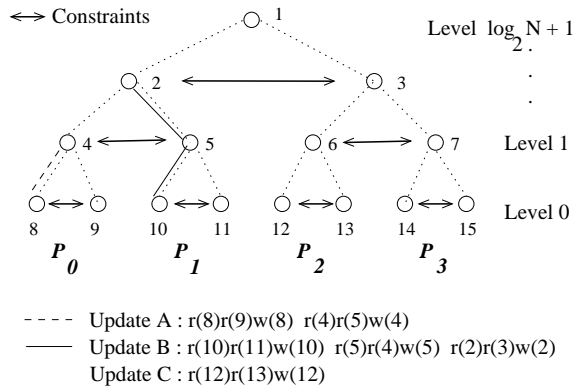 Constraints
1
Level log₂ N + 1
.
.
.
2
3
4
5
6
7
Level 1
8
9
10
11
12
13
14
15
Level 0
P₀
P₁
P₂
P₃
Update A : r(8)r(9)w(8) r(4)r(5)w(4)
Update B : r(10)r(11)w(10) r(5)r(4)w(5) r(2)r(3)w(2)
Update C : r(12)r(13)w(12)